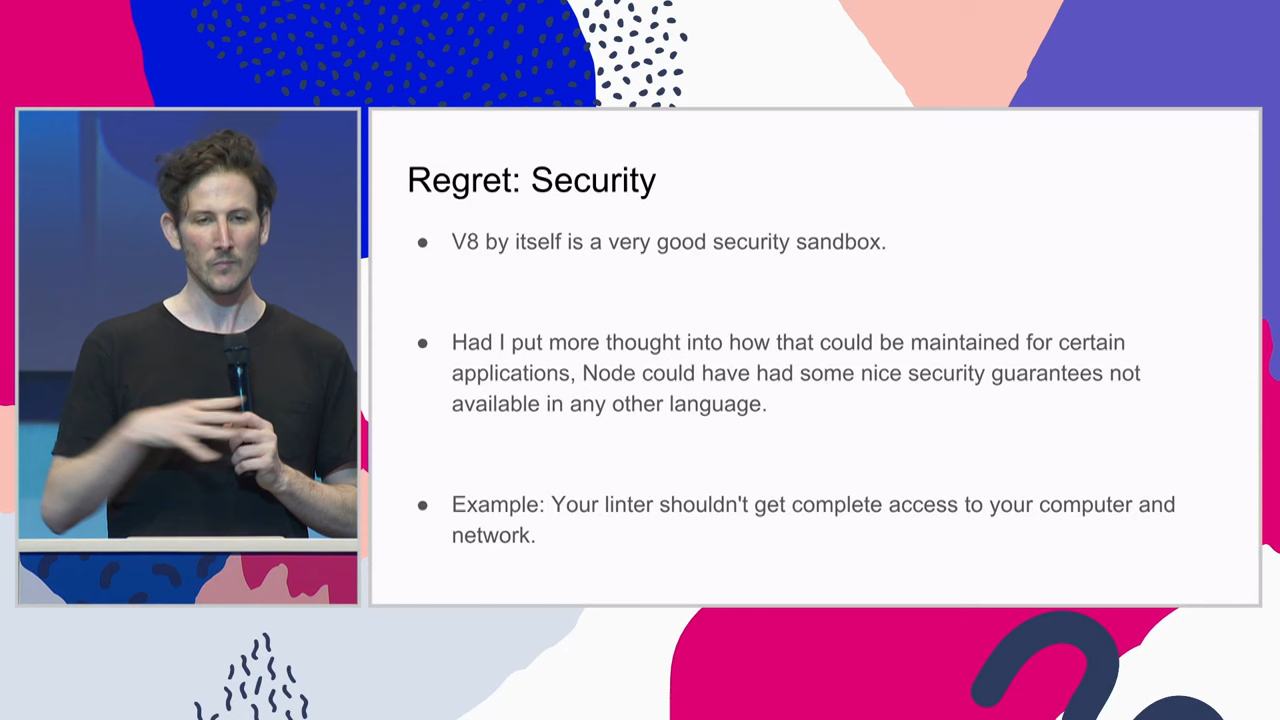 Regret: Security
● V8 by itself is a very good security sandbox.
● Had I put more thought into how that could be maintained for certain
applications, Node could have had some nice security guarantees not
available in any other language.
● Example: Your linter shouldn't get complete access to your computer and
network.